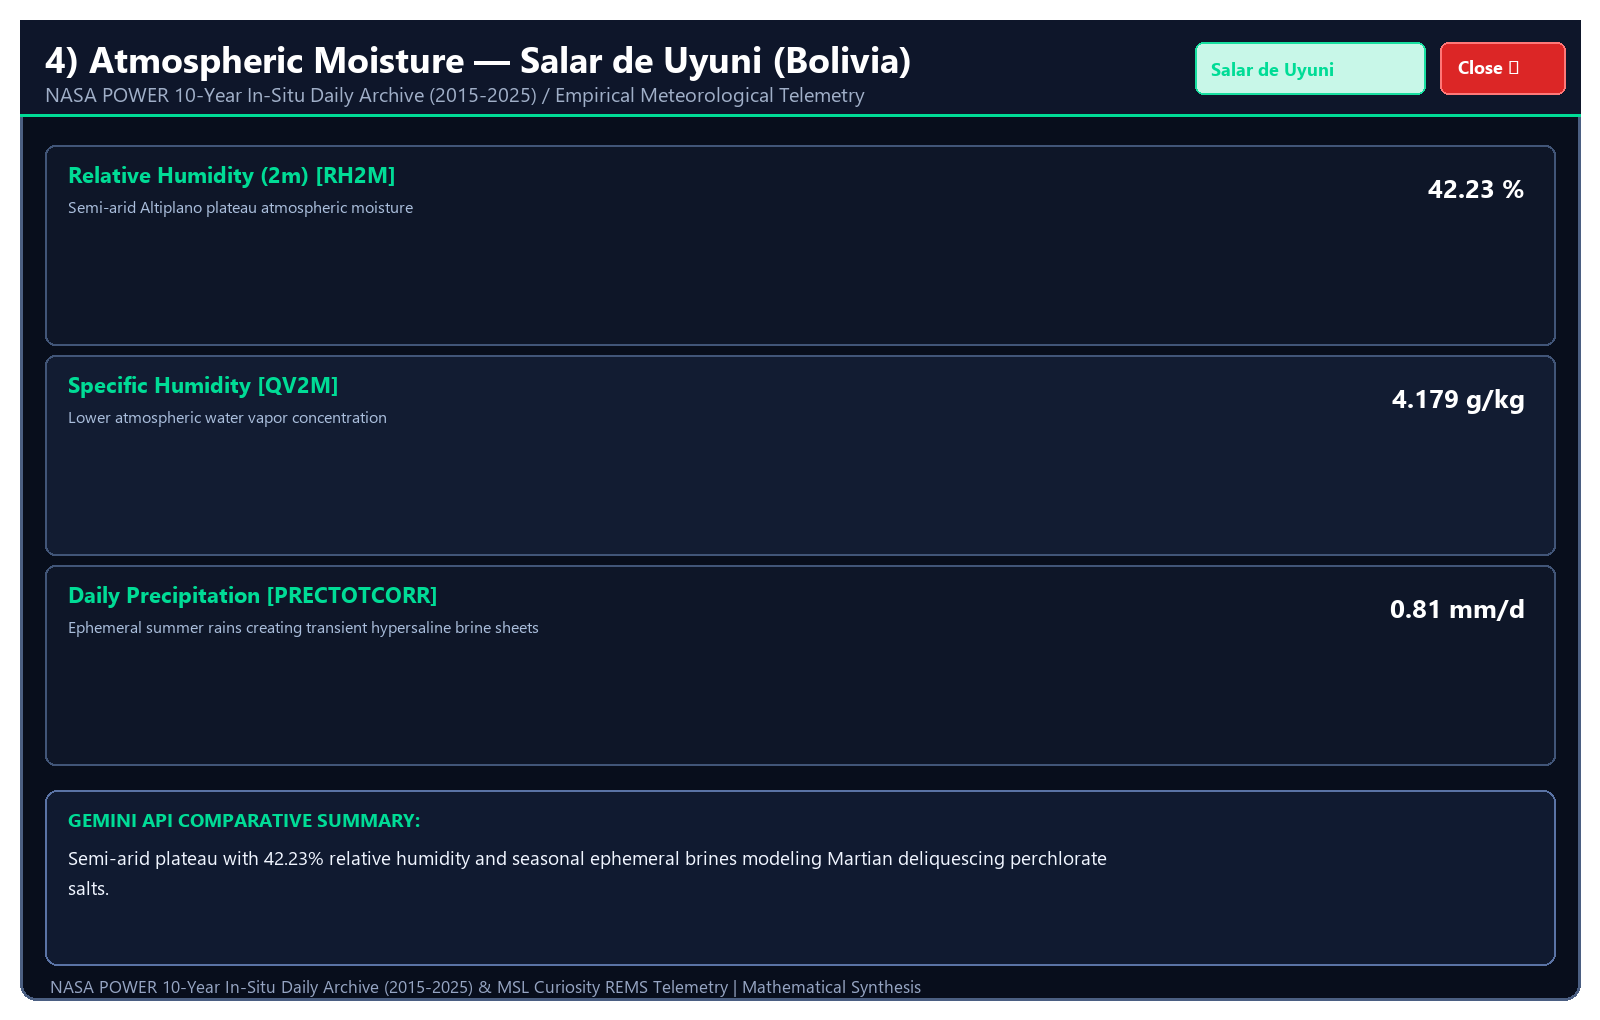 4) Atmospheric Moisture — Salar de Uyuni (Bolivia)
NASA POWER 10-Year In-Situ Daily Archive (2015-2025) / Empirical Meteorological Telemetry
Salar de Uyuni
Close
Relative Humidity (2m) [RH2M]
Semi-arid Altiplano plateau atmospheric moisture
42.23 %
Specific Humidity [QV2M]
Lower atmospheric water vapor concentration
4.179 g/kg
Daily Precipitation [PRECTOTCORR]
Ephemeral summer rains creating transient hypersaline brine sheets
0.81 mm/d
GEMINI API COMPARATIVE SUMMARY:
Semi-arid plateau with 42.23% relative humidity and seasonal ephemeral brines modeling Martian deliquescing perchlorate
salts.
NASA POWER 10-Year In-Situ Daily Archive (2015-2025) & MSL Curiosity REMS Telemetry | Mathematical Synthesis